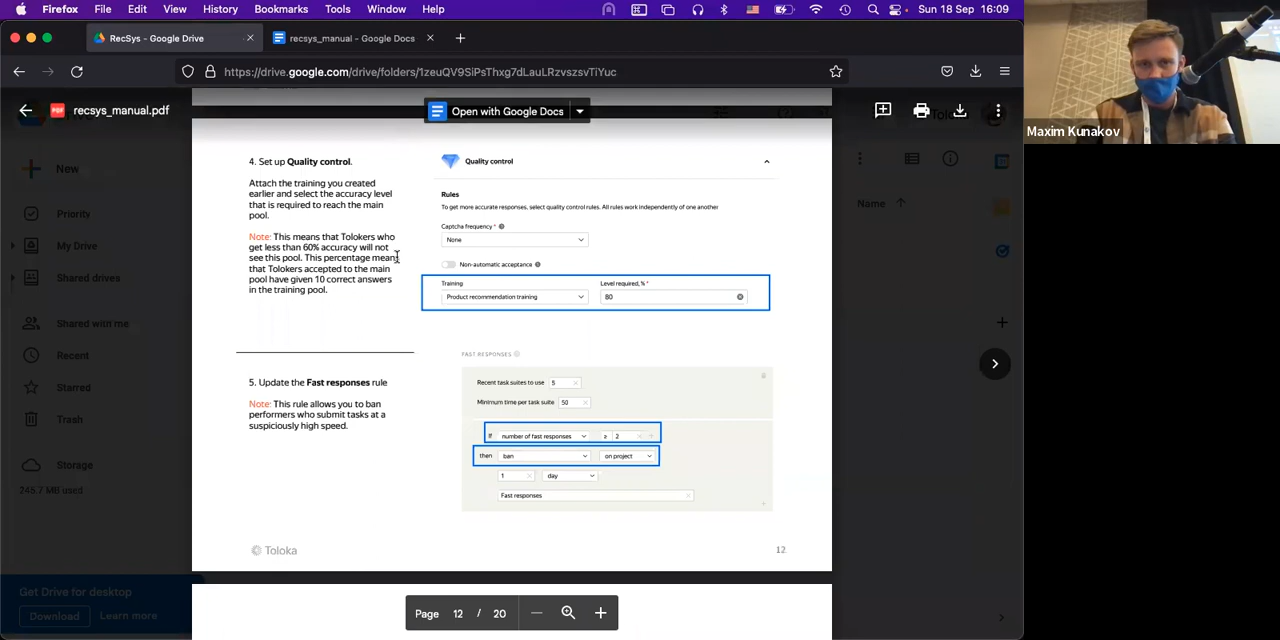 Firefox File Edit View History Bookmarks Tools Window Help Sun 18 Sep 16:09
RecSys - Google Drive
recsys_manual - Google Docs
https://drive.google.com/drive/folders/1zeuQV9SiPsThxg7dLauLRzvszsvTiYuc
PDF recsys_manual.pdf
Open with Google Docs
New
Priority
My Drive
Shared drives
Shared with me
Recent
Starred
Trash
Storage
245.7 MB used
Get Drive for desktop
Download Learn more
Name
4. Set up Quality control.
Attach the training you created
earlier and select the accuracy level
that is required to reach the main
pool.
Note: This means that Tolokers who
get less than 60% accuracy will not
see this pool. This percentage means
that Tolokers accepted to the main
pool have given 10 correct answers
in the training pool.
Quality control
Rules
To get more accurate responses, select quality control rules. All rules work independently of one another
Captcha frequency *
None
Non-automatic acceptance
Training Level required, % *
Product recommendation training 80
5. Update the Fast responses rule
Note: This rule allows you to ban
performers who submit tasks at a
suspiciously high speed.
FAST RESPONSES
Recent task suites to use 5
Minimum time per task suite 50
If number of fast responses ≥ 2
then ban on project
1 day
Fast responses
Toloka
12
Page 12 / 20
Maxim Kunakov